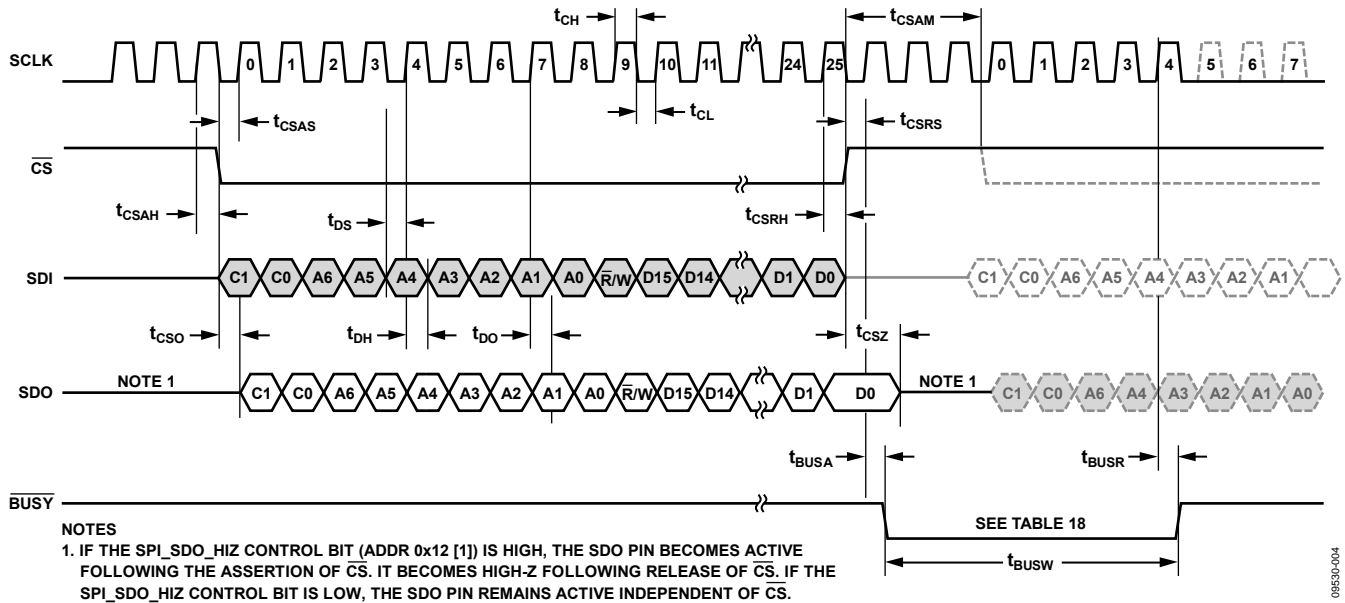 tCH
tCSAM
SCLK
0 1 2 3 4 5 6 7 8 9 10 11 24 25 0 1 2 3 4 5 6 7
tCSAS
tCL
tCSRS
CS
tCSAH
tDS
tCSRH
SDI
C1 C0 A6 A5 A4 A3 A2 A1 A0 R/W D15 D14 D1 D0 C1 C0 A6 A5 A4 A3 A2 A1
tCSO
tDH
tDO
tCSZ
SDO
NOTE 1
C1 C0 A6 A5 A4 A3 A2 A1 A0 R/W D15 D14 D1 D0
NOTE 1
C1 C0 A6 A4 A3 A2 A1 A0
tBUSA
tBUSR
BUSY
SEE TABLE 18
tBUSW
NOTES
1. IF THE SPI_SDO_HIZ CONTROL BIT (ADDR 0x12 [1]) IS HIGH, THE SDO PIN BECOMES ACTIVE
FOLLOWING THE ASSERTION OF CS. IT BECOMES HIGH-Z FOLLOWING RELEASE OF CS. IF THE
SPI_SDO_HIZ CONTROL BIT IS LOW, THE SDO PIN REMAINS ACTIVE INDEPENDENT OF CS.
09530-004